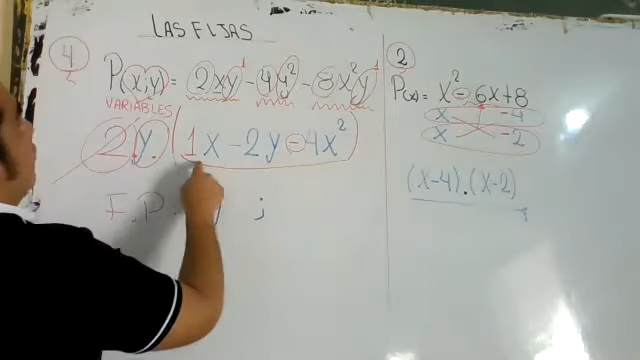 LAS FIJAS
4
P(x;y) = 2xy - 4y² - 8x²y
VARIABLES
2y (1x - 2y - 4x²)
F.P. y ;
2
P(x) = x² - 6x + 8
x -4
x -2
(x-4).(x-2)